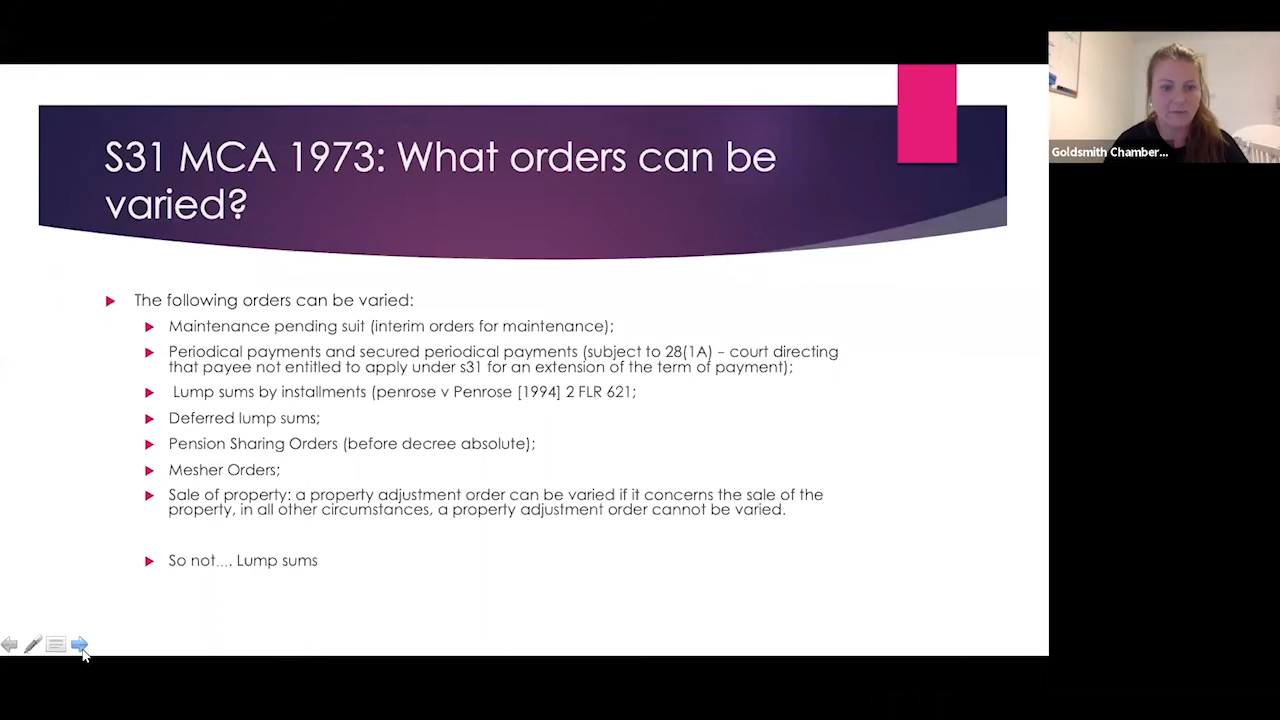 S31 MCA 1973: What orders can be
varied?
Goldsmith Chamber...
The following orders can be varied:
Maintenance pending suit (interim orders for maintenance);
Periodical payments and secured periodical payments (subject to 28(1A) – court directing
that payee not entitled to apply under s31 for an extension of the term of payment);
Lump sums by installments (penrose v Penrose [1994] 2 FLR 621;
Deferred lump sums;
Pension Sharing Orders (before decree absolute);
Mesher Orders;
Sale of property: a property adjustment order can be varied if it concerns the sale of the
property, in all other circumstances, a property adjustment order cannot be varied.
So not.... Lump sums